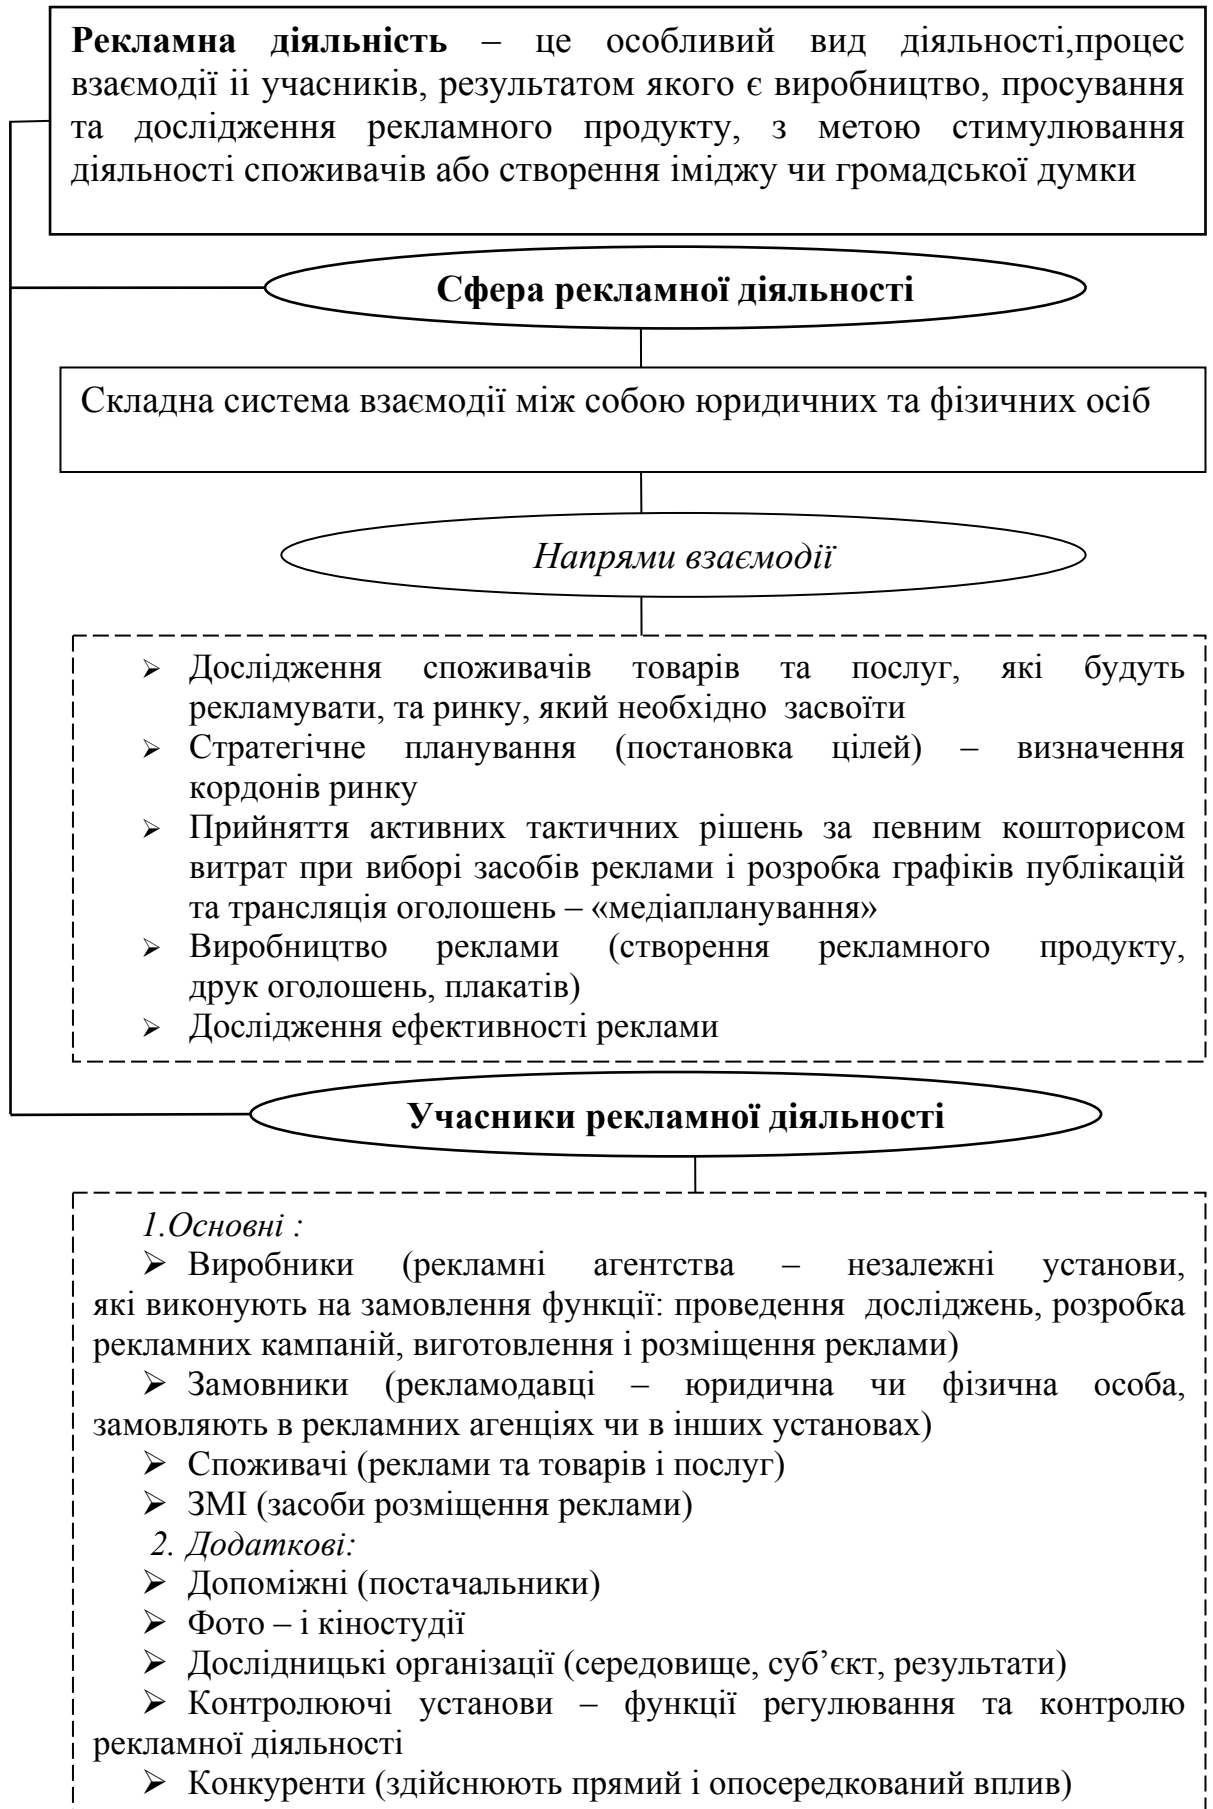 Рекламна діяльність – це особливий вид діяльності,процес
взаємодії іі учасників, результатом якого є виробництво, просування
та дослідження рекламного продукту, з метою стимулювання
діяльності споживачів або створення іміджу чи громадської думки
Сфера рекламної діяльності
Складна система взаємодії між собою юридичних та фізичних осіб
Напрями взаємодії
➢ Дослідження споживачів товарів та послуг, які будуть
рекламувати, та ринку, який необхідно засвоїти
➢ Стратегічне планування (постановка цілей) – визначення
кордонів ринку
➢ Прийняття активних тактичних рішень за певним кошторисом
витрат при виборі засобів реклами і розробка графіків публікацій
та трансляція оголошень – «медіапланування»
➢ Виробництво реклами (створення рекламного продукту,
друк оголошень, плакатів)
➢ Дослідження ефективності реклами
Учасники рекламної діяльності
1.Основні :
➢ Виробники (рекламні агентства – незалежні установи,
які виконують на замовлення функції: проведення досліджень, розробка
рекламних кампаній, виготовлення і розміщення реклами)
➢ Замовники (рекламодавці – юридична чи фізична особа,
замовляють в рекламних агенціях чи в інших установах)
➢ Споживачі (реклами та товарів і послуг)
➢ ЗМІ (засоби розміщення реклами)
2. Додаткові:
➢ Допоміжні (постачальники)
➢ Фото – і кіностудії
➢ Дослідницькі організації (середовище, суб’єкт, результати)
➢ Контролюючі установи – функції регулювання та контролю
рекламної діяльності
➢ Конкуренти (здійснюють прямий і опосередкований вплив)